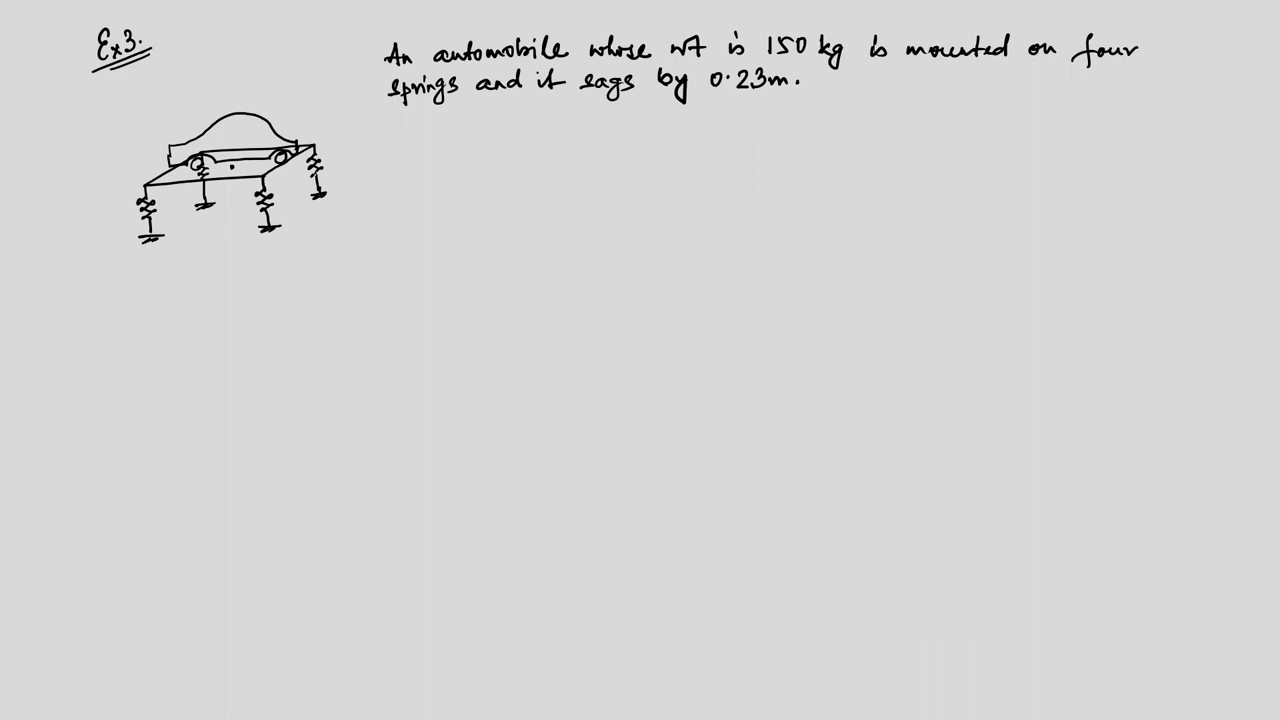 Ex3.
An automobile whose wt is 150 kg is mounted on four
springs and it sags by 0.23m.